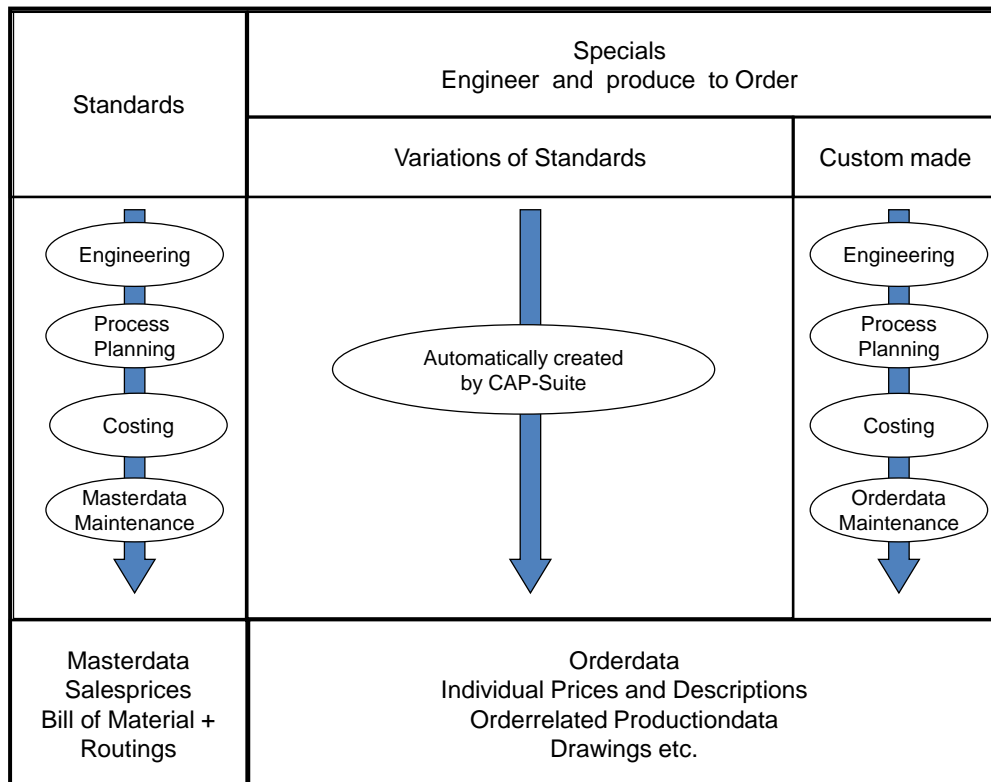 Standards
Specials
Engineer and produce to Order
Variations of Standards
Custom made
Engineering
Process
Planning
Costing
Masterdata
Maintenance
Automatically created
by CAP-Suite
Engineering
Process
Planning
Costing
Orderdata
Maintenance
Masterdata
Salesprices
Bill of Material +
Routings
Orderdata
Individual Prices and Descriptions
Orderrelated Productiondata
Drawings etc.